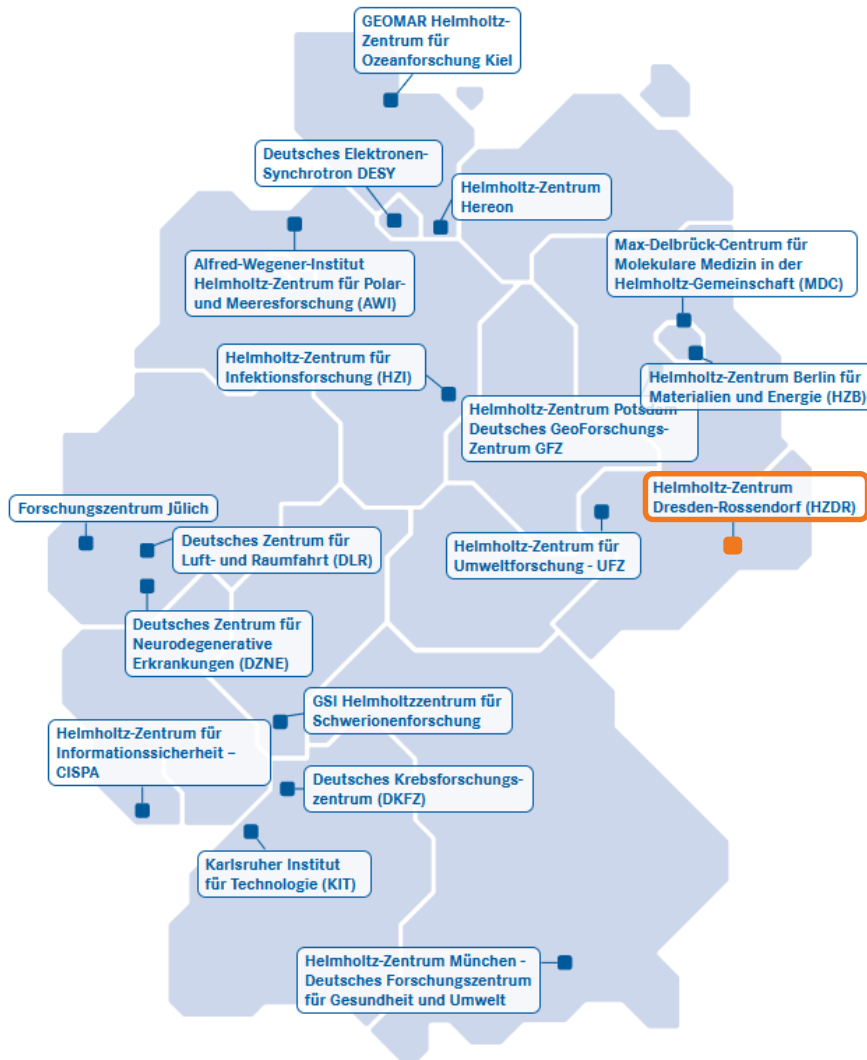 GEOMAR Helmholtz-
Zentrum für
Ozeanforschung Kiel
Deutsches Elektronen-
Synchrotron DESY
Helmholtz-Zentrum
Hereon
Alfred-Wegener-Institut
Helmholtz-Zentrum für Polar-
und Meeresforschung (AWI)
Max-Delbrück-Centrum für
Molekulare Medizin in der
Helmholtz-Gemeinschaft (MDC)
Helmholtz-Zentrum für
Infektionsforschung (HZI)
Helmholtz-Zentrum Berlin für
Materialien und Energie (HZB)
Helmholtz-Zentrum Potsdam
Deutsches GeoForschungs-
Zentrum GFZ
Helmholtz-Zentrum
Dresden-Rossendorf (HZDR)
Forschungszentrum Jülich
Deutsches Zentrum für
Luft- und Raumfahrt (DLR)
Helmholtz-Zentrum für
Umweltforschung - UFZ
Deutsches Zentrum für
Neurodegenerative
Erkrankungen (DZNE)
GSI Helmholtzzentrum für
Schwerionenforschung
Helmholtz-Zentrum für
Informationssicherheit –
CISPA
Deutsches Krebsforschungs-
zentrum (DKFZ)
Karlsruher Institut
für Technologie (KIT)
Helmholtz-Zentrum München -
Deutsches Forschungszentrum
für Gesundheit und Umwelt